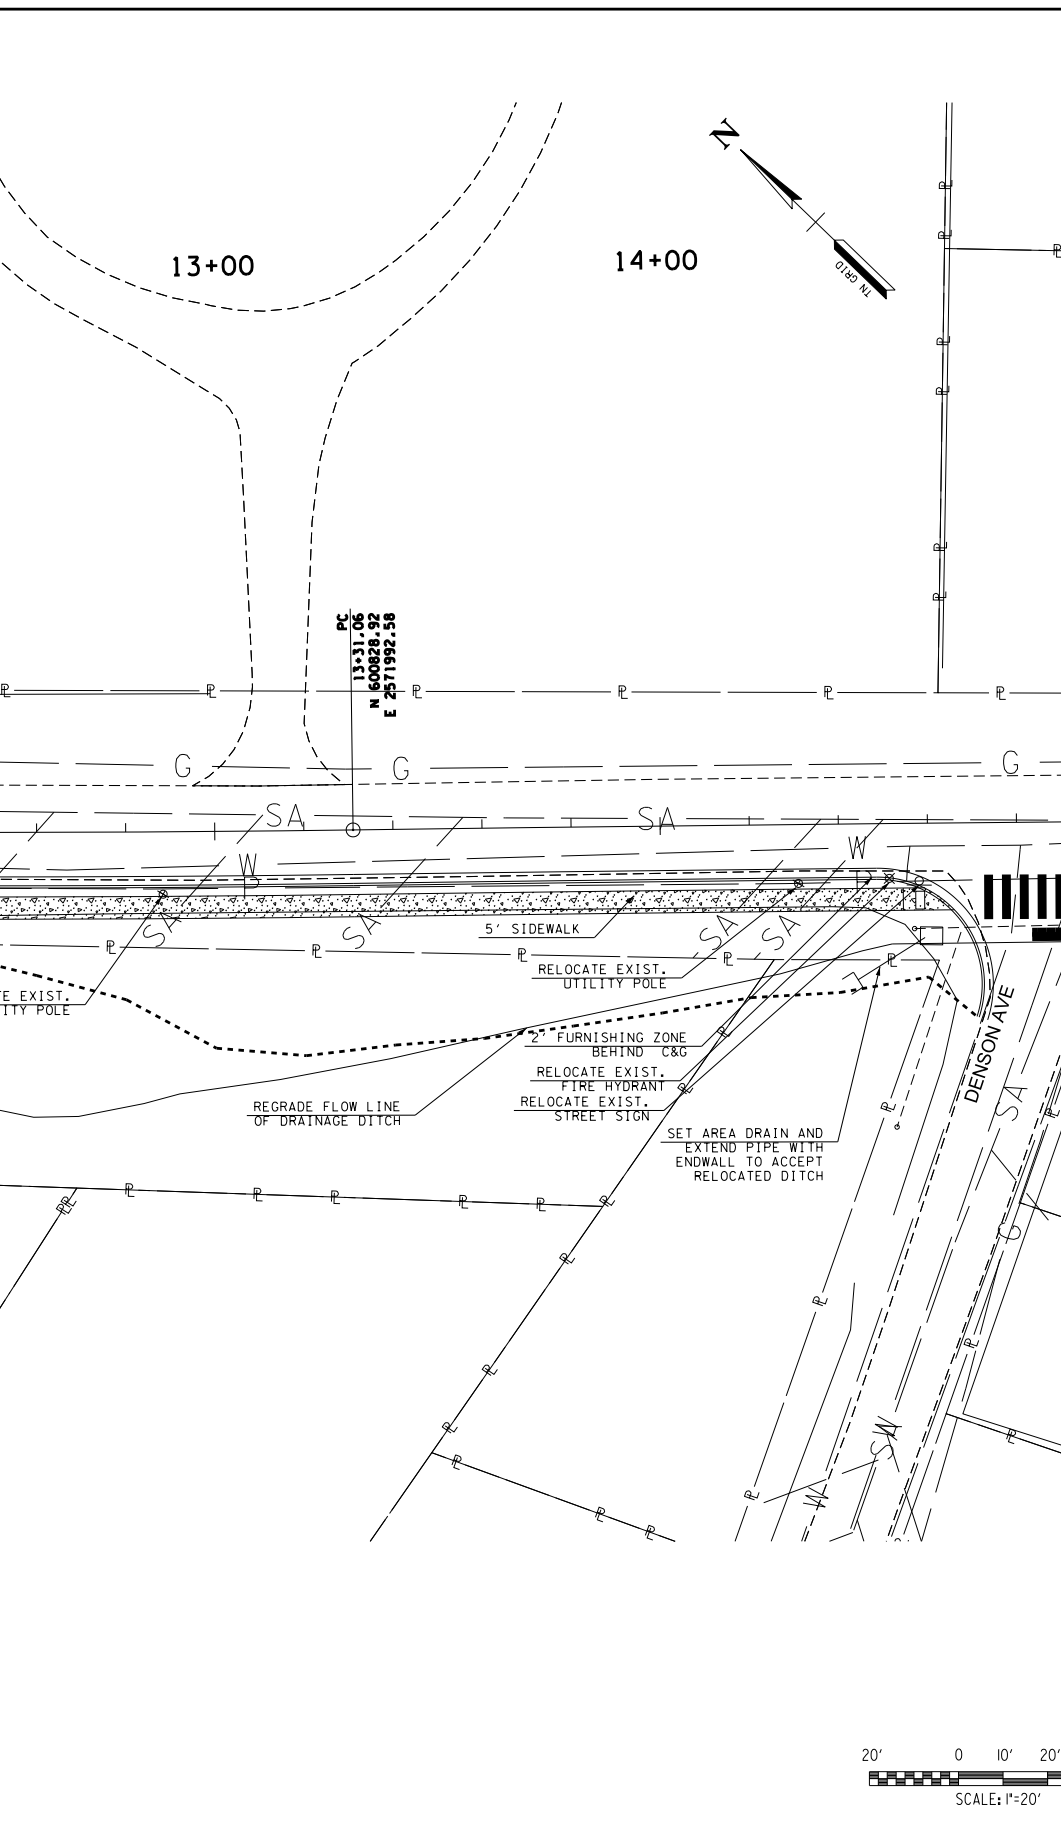 N
TN GRID
13+00
14+00
PC
13+31.06
N 600828.92
E 2571992.58
G
G
G
SA
SA
W
W
P
P
SA
SA
SA
SA
5' SIDEWALK
RELOCATE EXIST.
UTILITY POLE
TE EXIST.
ITY POLE
2' FURNISHING ZONE
BEHIND C&G
RELOCATE EXIST.
FIRE HYDRANT
RELOCATE EXIST.
STREET SIGN
REGRADE FLOW LINE
OF DRAINAGE DITCH
SET AREA DRAIN AND
EXTEND PIPE WITH
ENDWALL TO ACCEPT
RELOCATED DITCH
DENSON AVE
SA
G
SW
W
20' 0 10' 20'
SCALE: 1"=20'